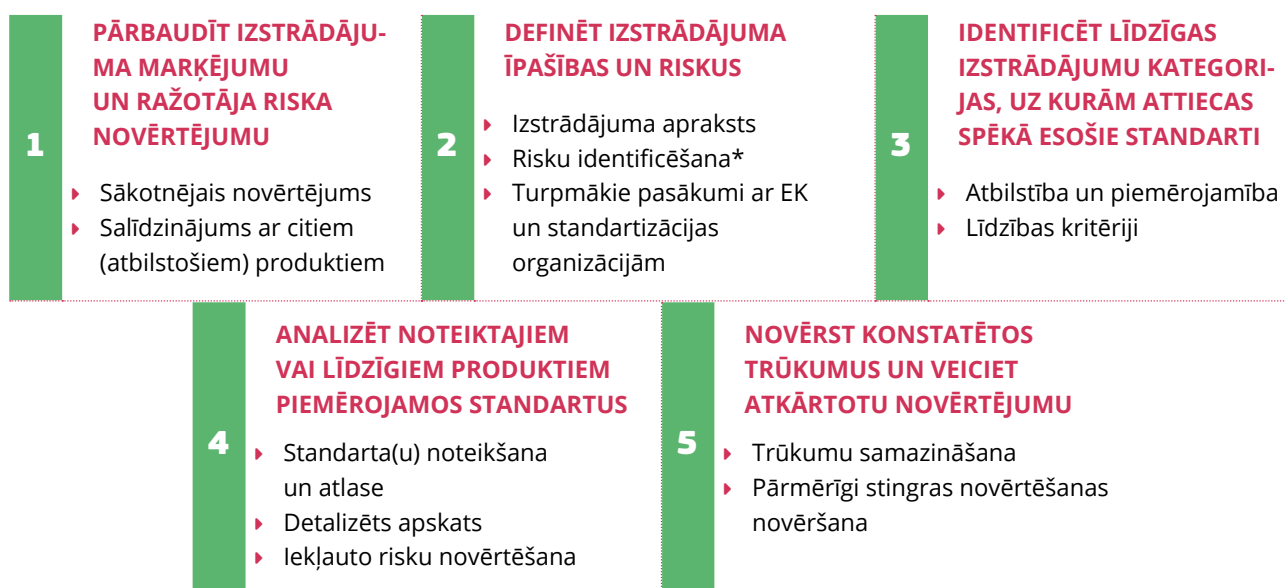 1
PĀRBAUDĪT IZSTRĀDĀJU-
MA MARĶĒJUMU
UN RAŽOTĀJA RISKA
NOVĒRTĒJUMU
Sākotnējais novērtējums
Salīdzinājums ar citiem
(atbilstošiem) produktiem
2
DEFINĒT IZSTRĀDĀJUMA
ĪPAŠĪBAS UN RISKUS
Izstrādājuma apraksts
Risku identificēšana*
Turpmākie pasākumi ar EK
un standartizācijas
organizācijām
3
IDENTIFICĒT LĪDZĪGAS
IZSTRĀDĀJUMU KATEGORI-
JAS, UZ KURĀM ATTIECAS
SPĒKĀ ESOŠIE STANDARTI
Atbilstība un piemērojamība
Līdzības kritēriji
4
ANALIZĒT NOTEIKTAJIEM
VAI LĪDZĪGIEM PRODUKTIEM
PIEMĒROJAMOS STANDARTUS
Standarta(u) noteikšana
un atlase
Detalizēts apskats
Iekļauto risku novērtēšana
5
NOVĒRST KONSTATĒTOS
TRŪKUMUS UN VEICIET
ATKĀRTOTU NOVĒRTĒJUMU
Trūkumu samazināšana
Pārmērīgi stingras novērtēšanas
novēršana